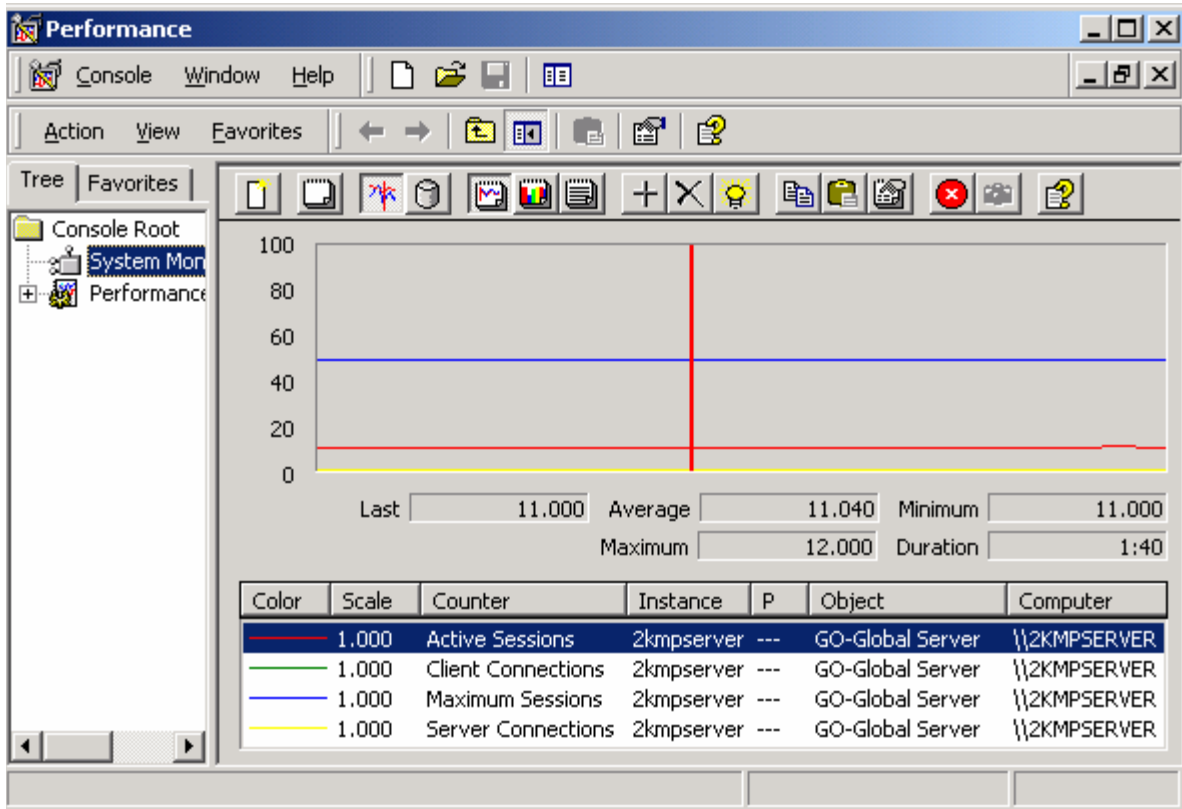 Performance
Console Window Help
Action View Favorites
Tree Favorites
Console Root
System Mon
Performance
100
80
60
40
20
0
Last 11.000 Average 11.040 Minimum 11.000
Maximum 12.000 Duration 1:40
Color Scale Counter Instance P Object Computer
1.000 Active Sessions 2kmpserver --- GO-Global Server \\2KMPSERVER
1.000 Client Connections 2kmpserver --- GO-Global Server \\2KMPSERVER
1.000 Maximum Sessions 2kmpserver --- GO-Global Server \\2KMPSERVER
1.000 Server Connections 2kmpserver --- GO-Global Server \\2KMPSERVER